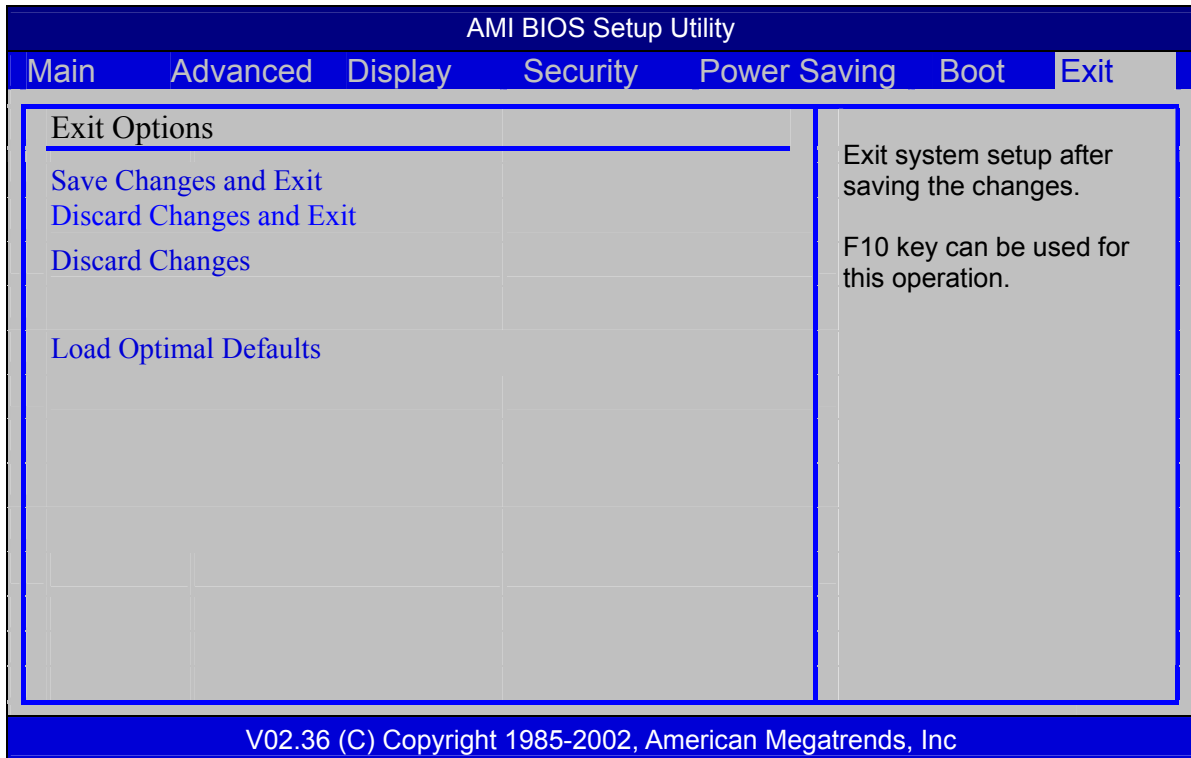 AMI BIOS Setup Utility
Main Advanced Display Security Power Saving Boot Exit
Exit Options
Save Changes and Exit
Discard Changes and Exit
Discard Changes
Load Optimal Defaults
Exit system setup after
saving the changes.
F10 key can be used for
this operation.
V02.36 (C) Copyright 1985-2002, American Megatrends, Inc